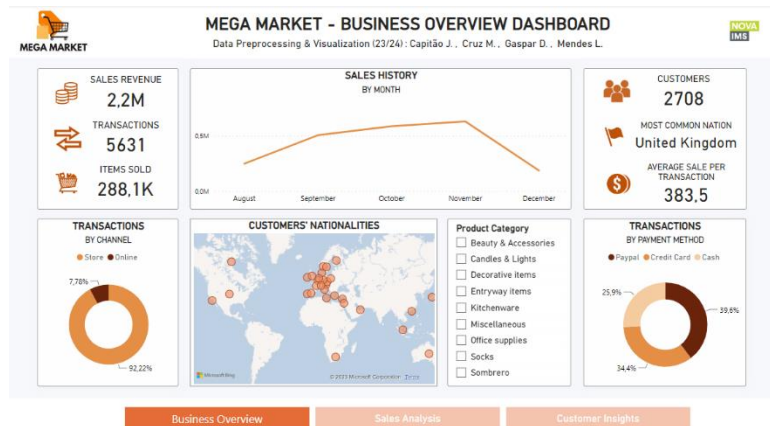 MEGA MARKET - BUSINESS OVERVIEW DASHBOARD
Data Preprocessing & Visualization (23/24) : Capitão J. , Cruz M. , Gaspar D. , Mendes L.
MEGA MARKET
NOVA
IMS
SALES REVENUE
2,2M
TRANSACTIONS
5631
ITEMS SOLD
288,1K
SALES HISTORY
BY MONTH
0,5M
0,0M
August September October November December
CUSTOMERS
2708
MOST COMMON NATION
United Kingdom
AVERAGE SALE PER
TRANSACTION
383,5
TRANSACTIONS
BY CHANNEL
Store Online
7,78%
92,22%
CUSTOMERS' NATIONALITIES
Microsoft Bing
© 2023 Microsoft Corporation Terms
Product Category
Beauty & Accessories
Candles & Lights
Decorative items
Entryway items
Kitchenware
Miscellaneous
Office supplies
Socks
Sombrero
TRANSACTIONS
BY PAYMENT METHOD
Paypal Credit Card Cash
25,9%
39,6%
34,4%
Business Overview
Sales Analysis
Customer Insights